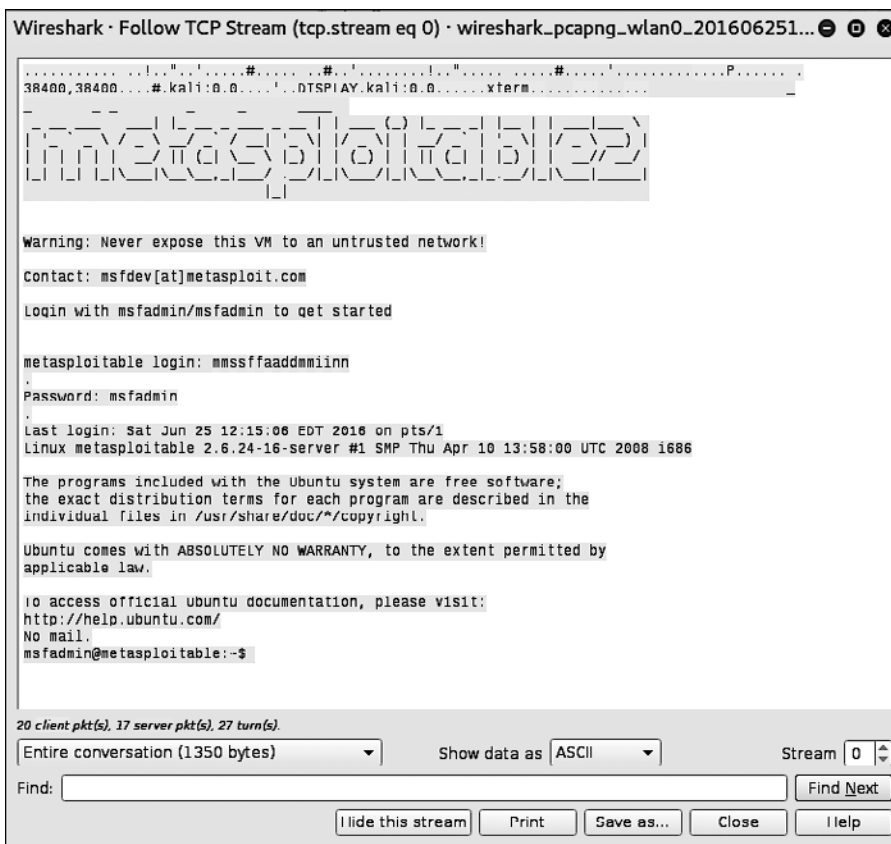 Wireshark · Follow TCP Stream (tcp.stream eq 0) · wireshark_pcapng_wlan0_201606251...
........... ..!.."..'.....#..... ..#..'........!.."..... .....#.....'.............P...... .
38400,38400....#.kali:0.0....'..DISPLAY.kali:0.0......xterm..............
metasploitable2
Warning: Never expose this VM to an untrusted network!
Contact: msfdev[at]metasploit.com
Login with msfadmin/msfadmin to get started
metasploitable login: mmssffaaddmmiinn
.
Password: msfadmin
.
Last login: Sat Jun 25 12:15:06 EDT 2016 on pts/1
Linux metasploitable 2.6.24-16-server #1 SMP Thu Apr 10 13:58:00 UTC 2008 i686
The programs included with the Ubuntu system are free software;
the exact distribution terms for each program are described in the
individual files in /usr/share/doc/*/copyright.
Ubuntu comes with ABSOLUTELY NO WARRANTY, to the extent permitted by
applicable law.
To access official Ubuntu documentation, please visit:
http://help.ubuntu.com/
No mail.
msfadmin@metasploitable:~$
20 client pkt(s), 17 server pkt(s), 27 turn(s).
Entire conversation (1350 bytes) Show data as ASCII Stream 0
Find: Find Next
Hide this stream Print Save as... Close Help